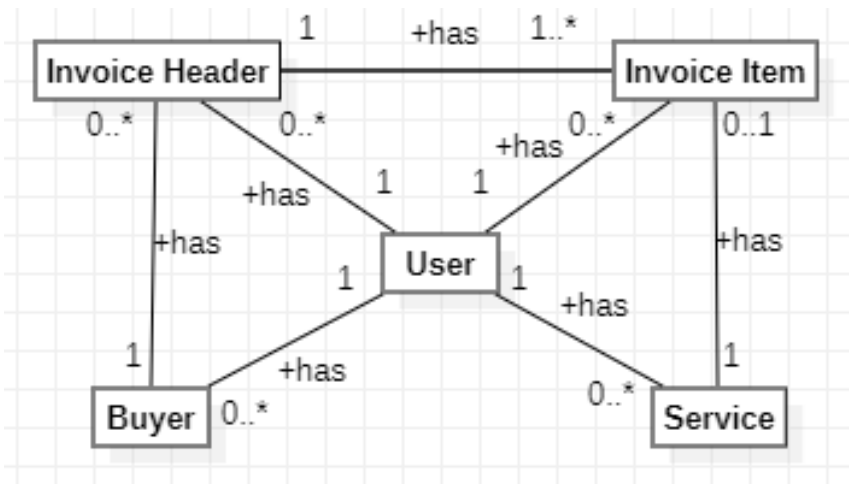 1 +has 1..*
Invoice Header Invoice Item
0..* 0..* 0..* 0..1
+has
+has 1 1
+has +has
User
1 1
+has
1 +has 1
0..* 0..*
Buyer Service